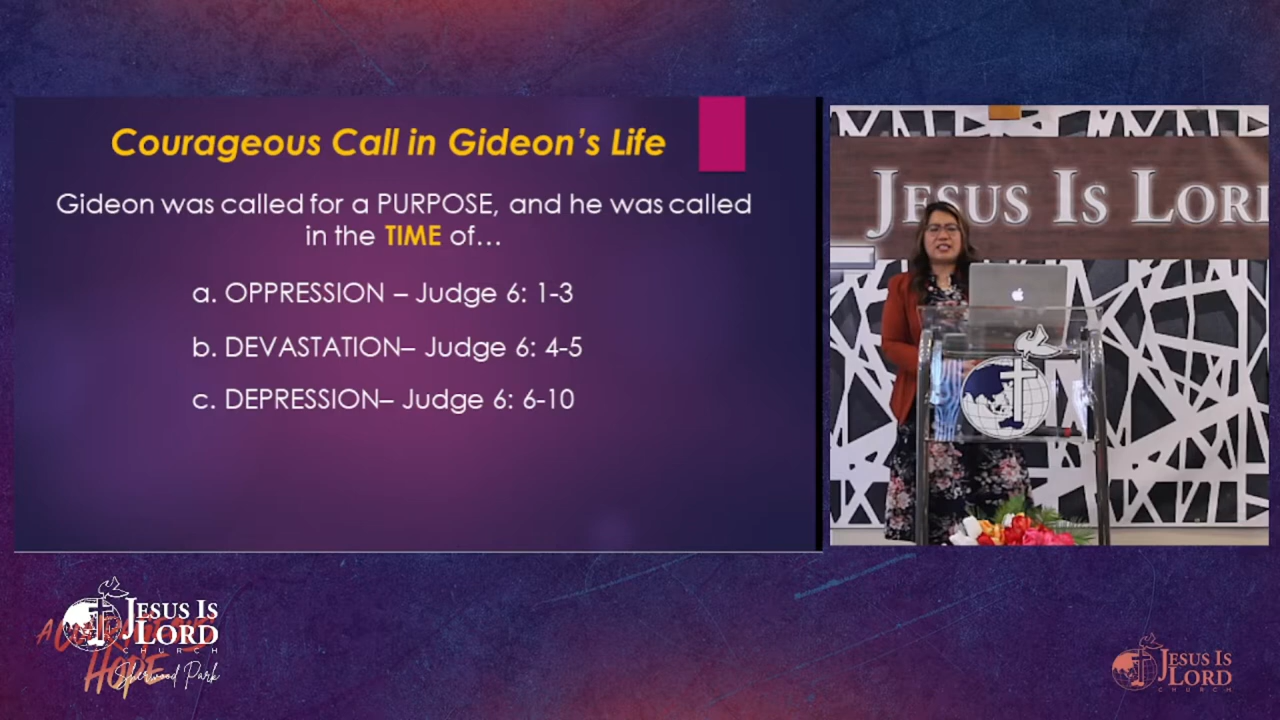 Courageous Call in Gideon's Life
Gideon was called for a PURPOSE, and he was called
in the TIME of...
a. OPPRESSION – Judge 6: 1-3
b. DEVASTATION– Judge 6: 4-5
c. DEPRESSION– Judge 6: 6-10
JESUS IS LORD
JESUS IS
LORD
CHURCH
HOPE
Sherwood Park
JESUS IS
LORD
CHURCH